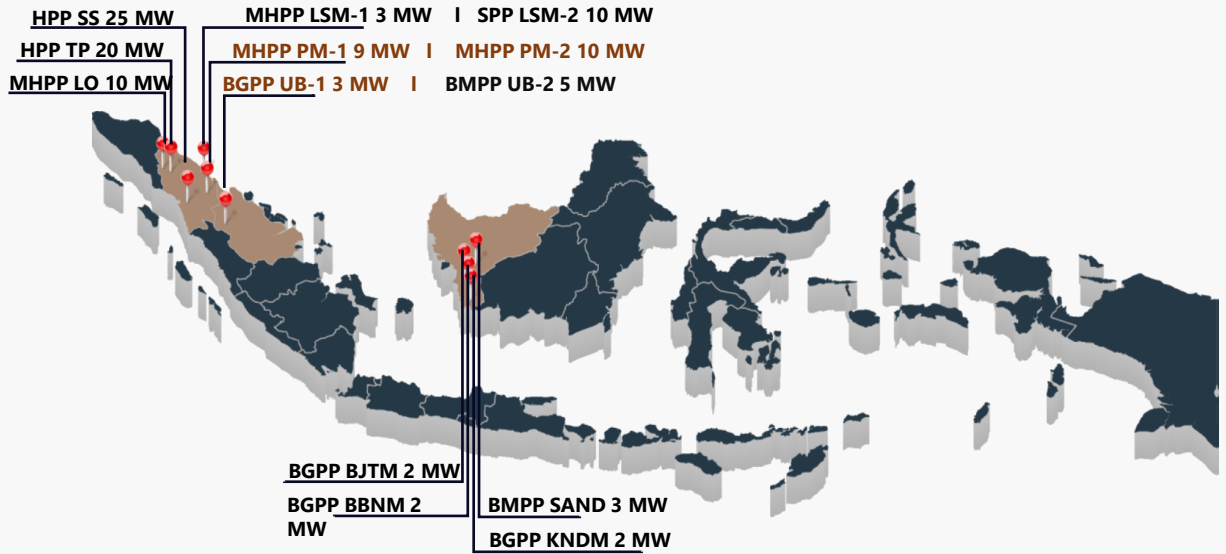 HPP SS 25 MW
MHPP LSM-1 3 MW I SPP LSM-2 10 MW
HPP TP 20 MW
MHPP PM-1 9 MW I MHPP PM-2 10 MW
MHPP LO 10 MW
BGPP UB-1 3 MW I BMPP UB-2 5 MW
BGPP BJTM 2 MW
BGPP BBNM 2
MW
BMPP SAND 3 MW
BGPP KNDM 2 MW